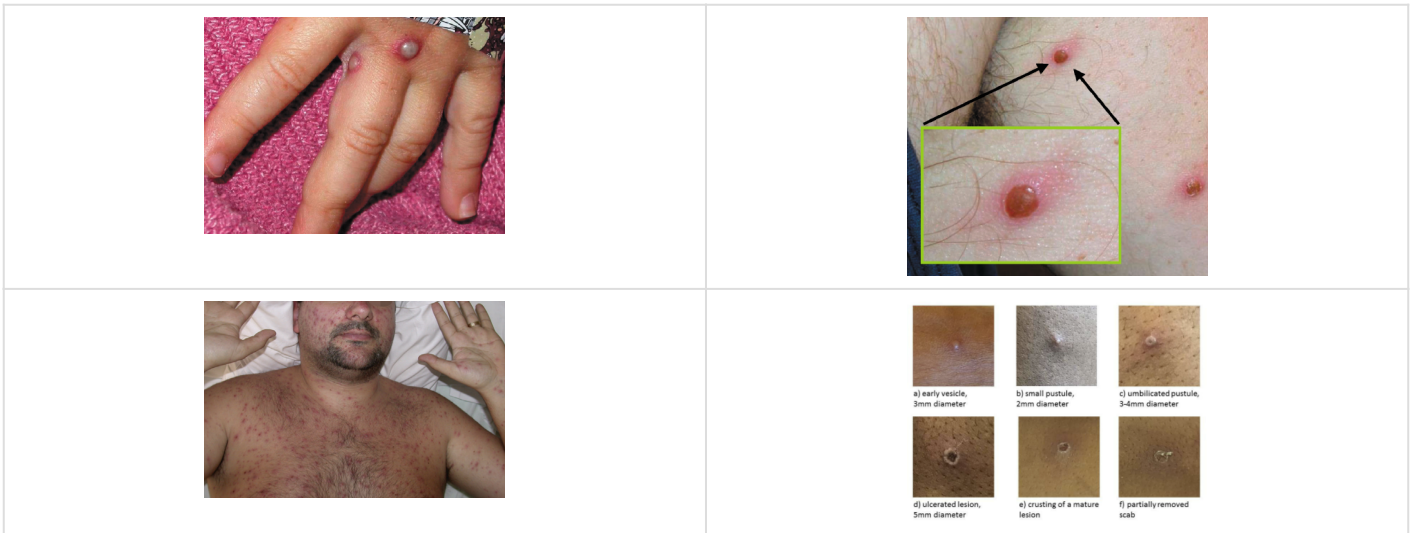 a) early vesicle,
3mm diameter
b) small pustule,
2mm diameter
c) umbilicated pustule,
3-4mm diameter
d) ulcerated lesion,
5mm diameter
e) crusting of a mature
lesion
f) partially removed
scab